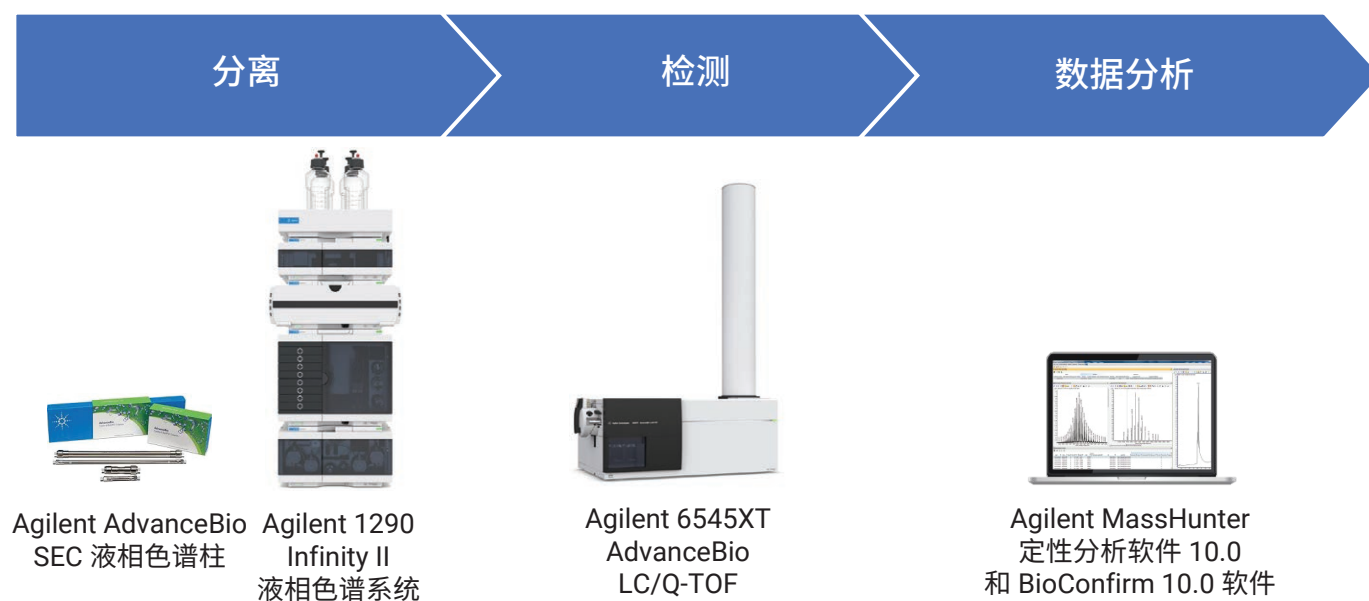 分离
检测
数据分析
Agilent AdvanceBio
SEC 液相色谱柱
Agilent 1290
Infinity II
液相色谱系统
Agilent 6545XT
AdvanceBio
LC/Q-TOF
Agilent MassHunter
定性分析软件 10.0
和 BioConfirm 10.0 软件